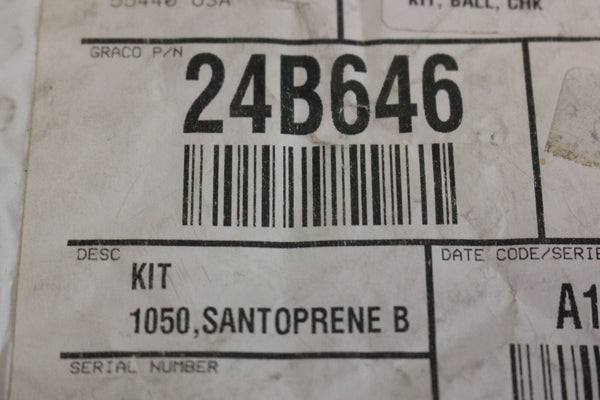 55440 USA
KIT, BALL, CHK
GRACO P/N
24B646
DESC
KIT
1050,SANTOPRENE B
DATE CODE/SERIE
A1
SERIAL NUMBER